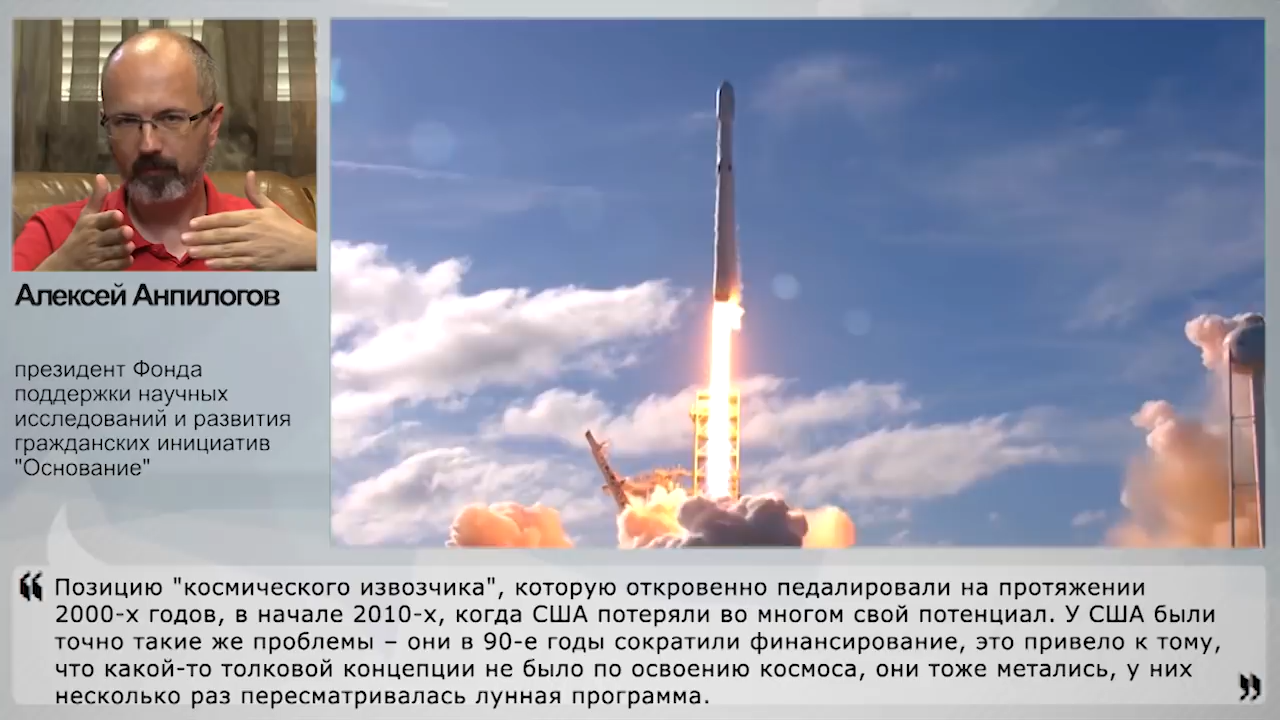 Алексей Анпилогов
президент Фонда
поддержки научных
исследований и развития
гражданских инициатив
"Основание"
“ Позицию "космического извозчика", которую откровенно педалировали на протяжении
2000-х годов, в начале 2010-х, когда США потеряли во многом свой потенциал. У США были
точно такие же проблемы – они в 90-е годы сократили финансирование, это привело к тому,
что какой-то толковой концепции не было по освоению космоса, они тоже метались, у них
несколько раз пересматривалась лунная программа. ”